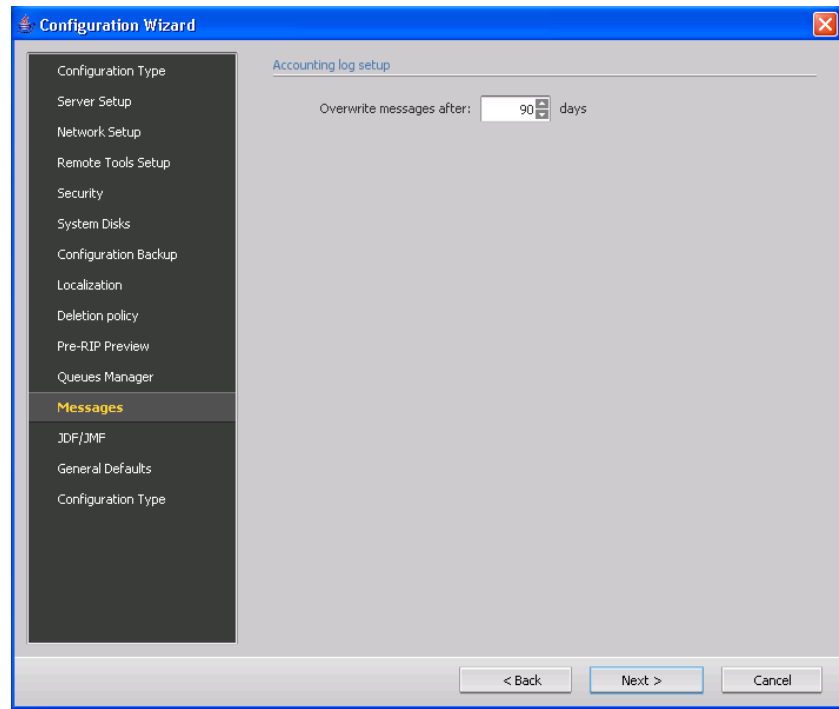 Configuration Wizard
Configuration Type
Server Setup
Network Setup
Remote Tools Setup
Security
System Disks
Configuration Backup
Localization
Deletion policy
Pre-RIP Preview
Queues Manager
Messages
JDF/JMF
General Defaults
Configuration Type
Accounting log setup
Overwrite messages after: 90 days
< Back Next > Cancel